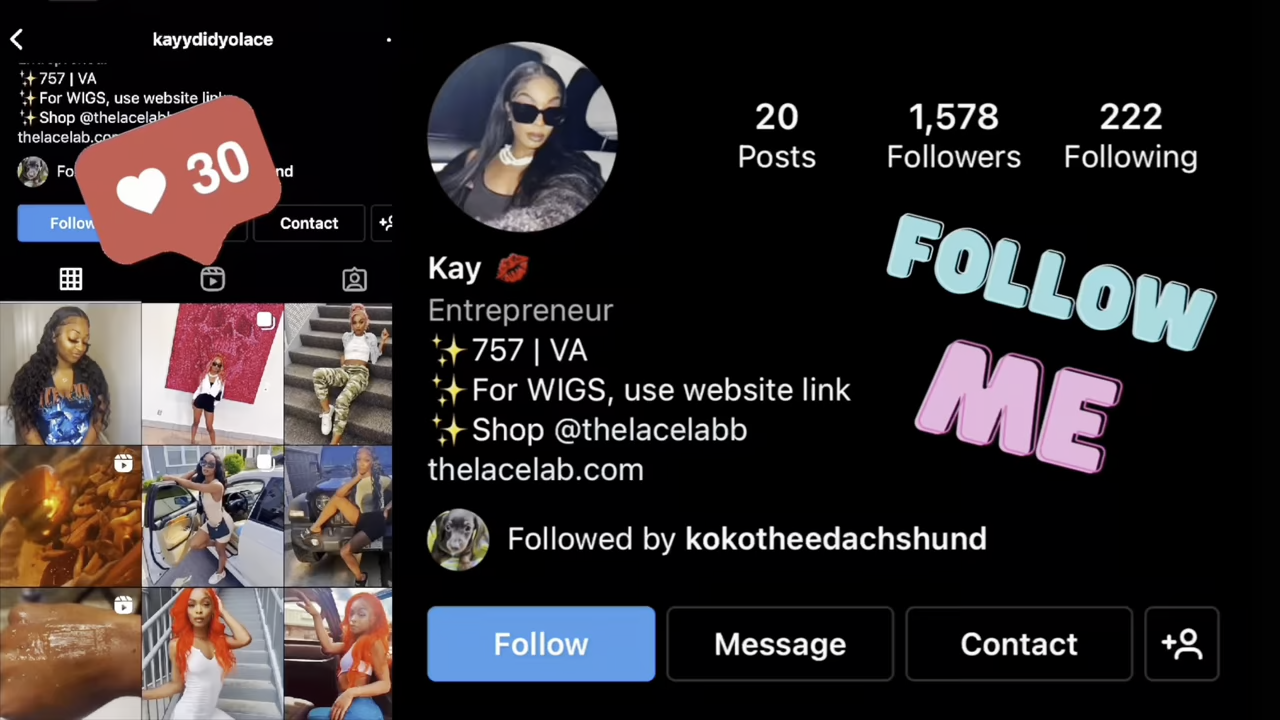 kayydidyolace
✨757 | VA
✨For WIGS, use website link
✨Shop @thelacelabb
thelacelab.com
30
Follow
Contact
20
Posts
1,578
Followers
222
Following
Kay 💋
Entrepreneur
✨757 | VA
✨For WIGS, use website link
✨Shop @thelacelabb
thelacelab.com
Followed by kokotheedachshund
Follow
Message
Contact
FOLLOW
ME